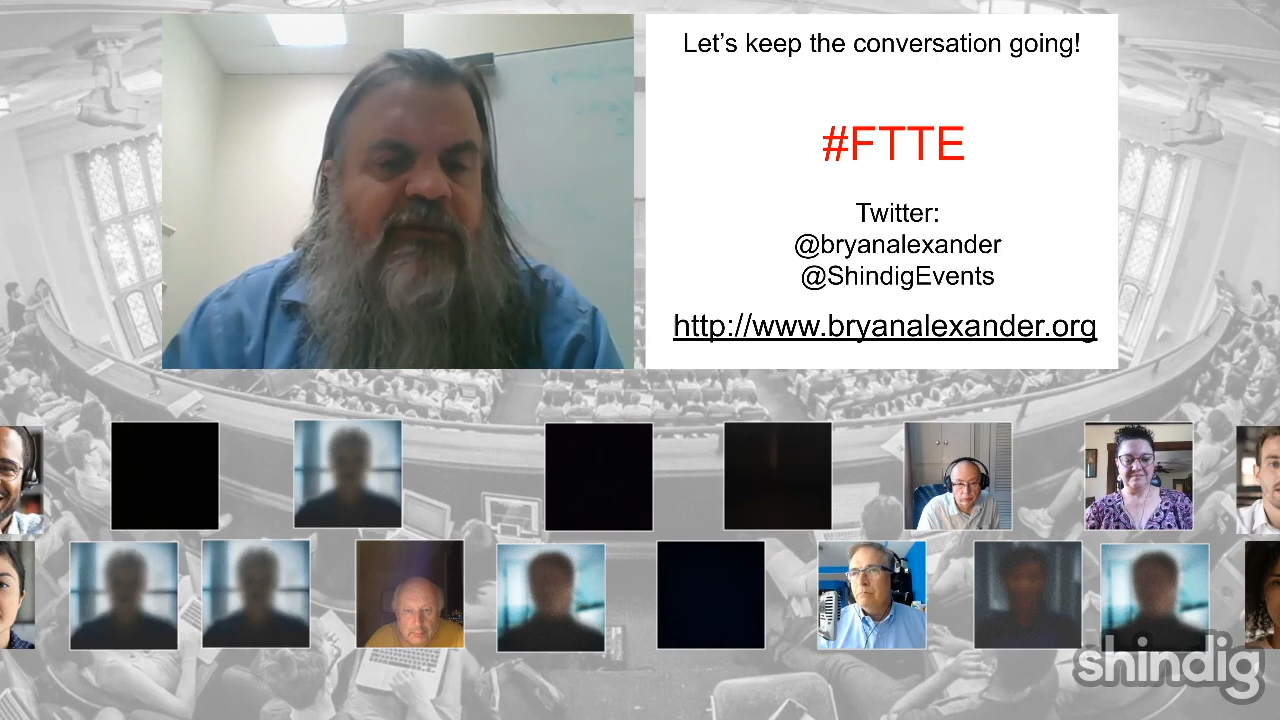 Let’s keep the conversation going!
#FTTE
Twitter:
@bryanalexander
@ShindigEvents
http://www.bryanalexander.org
shindig